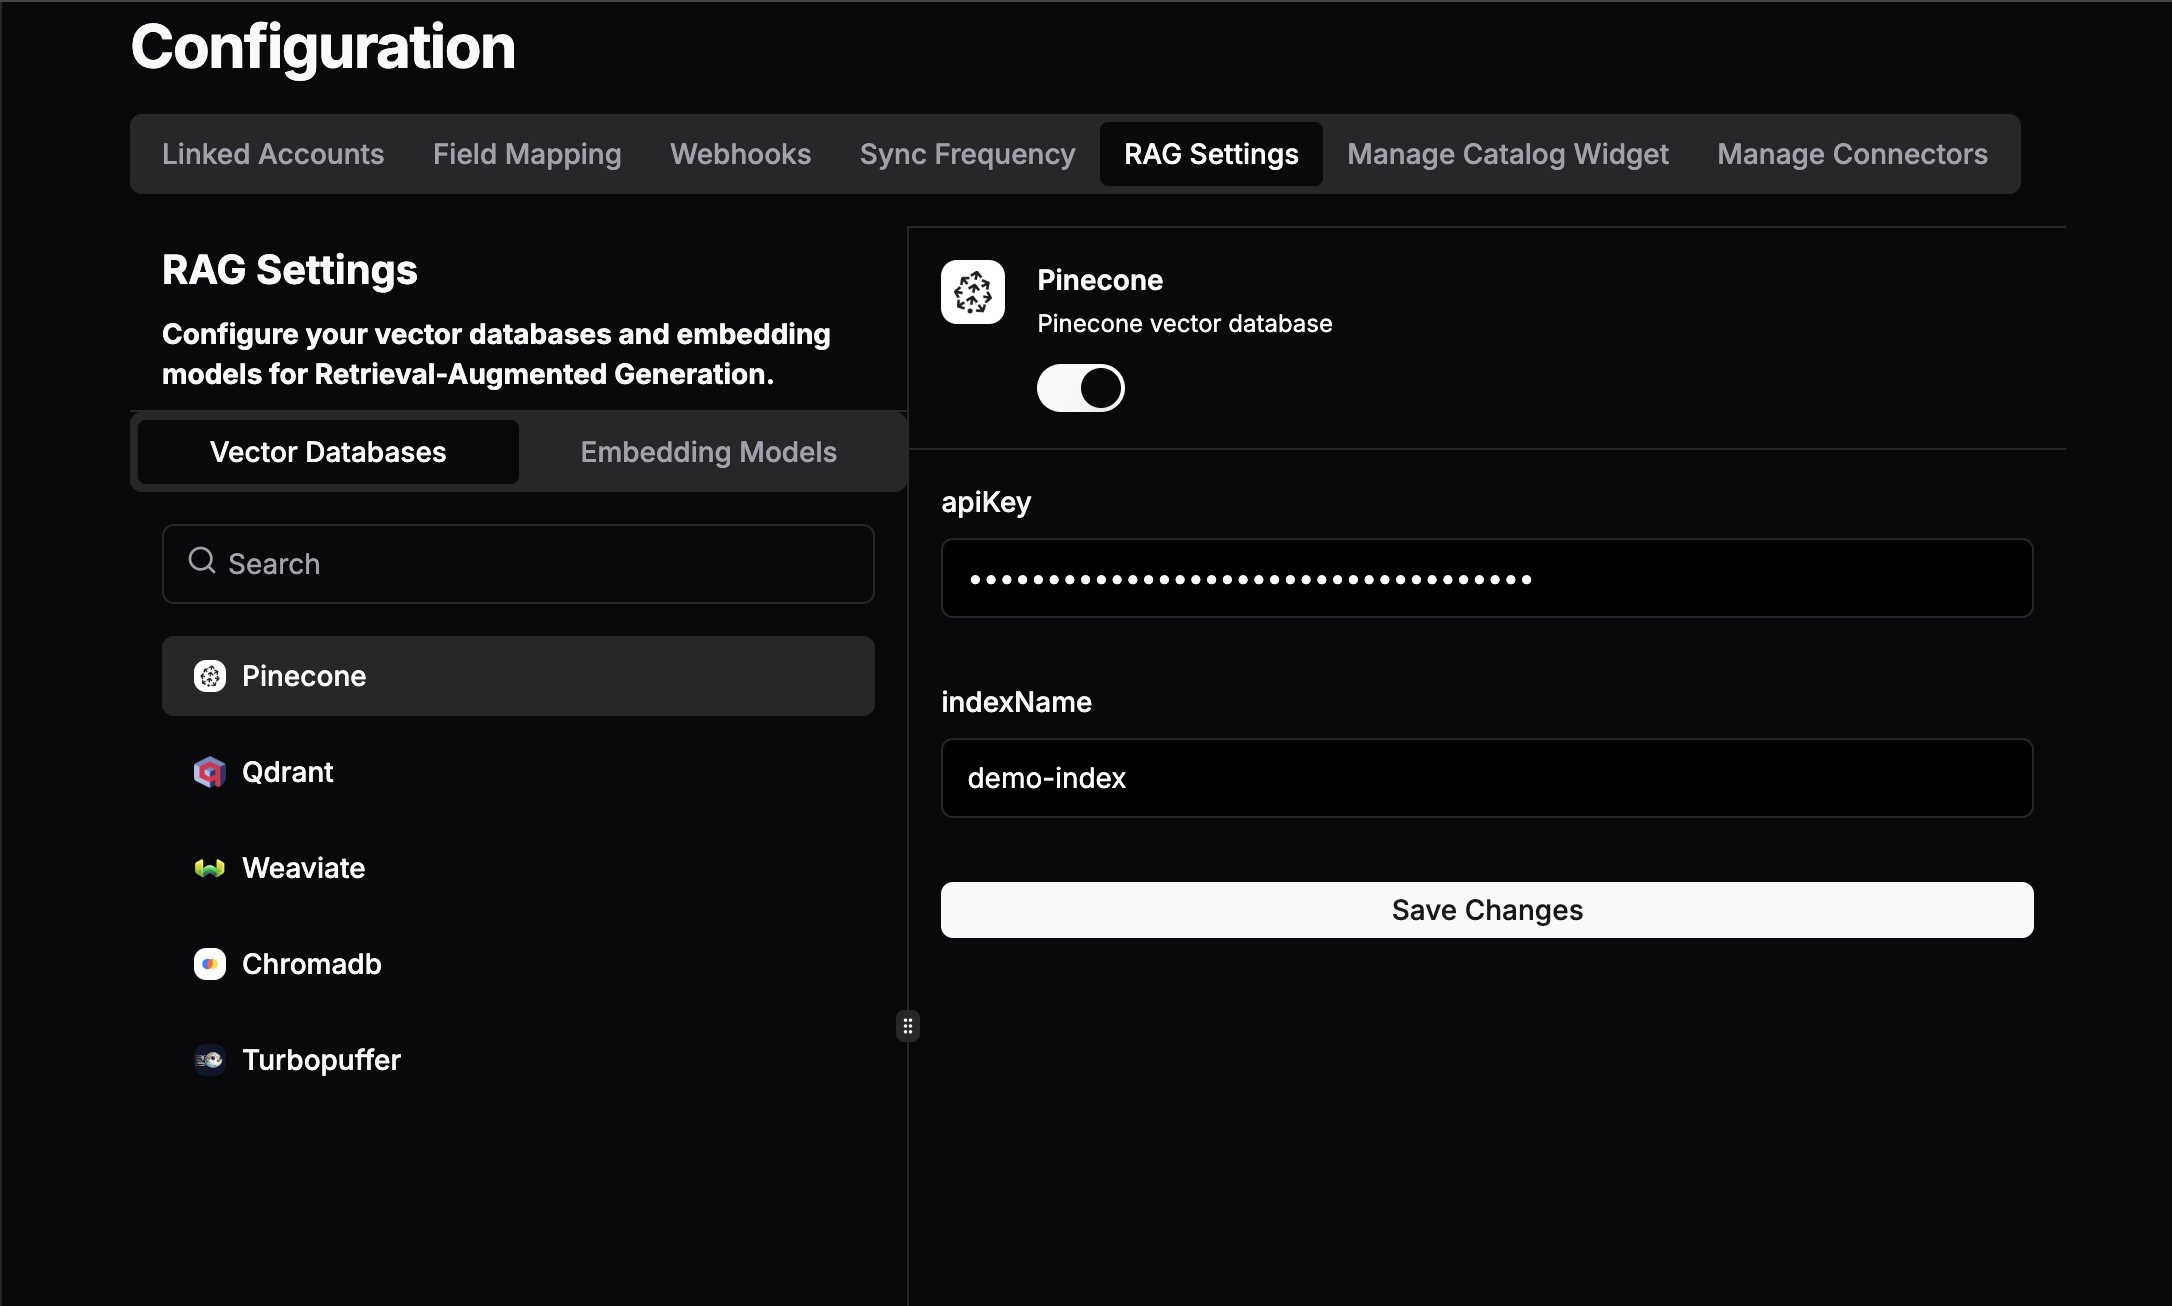 Configuration
Linked Accounts Field Mapping Webhooks Sync Frequency RAG Settings Manage Catalog Widget Manage Connectors
RAG Settings
Configure your vector databases and embedding
models for Retrieval-Augmented Generation.
Vector Databases Embedding Models
Search
Pinecone
Qdrant
Weaviate
Chromadb
Turbopuffer
Pinecone
Pinecone vector database
apiKey
••••••••••••••••••••••••••••••••••••
indexName
demo-index
Save Changes